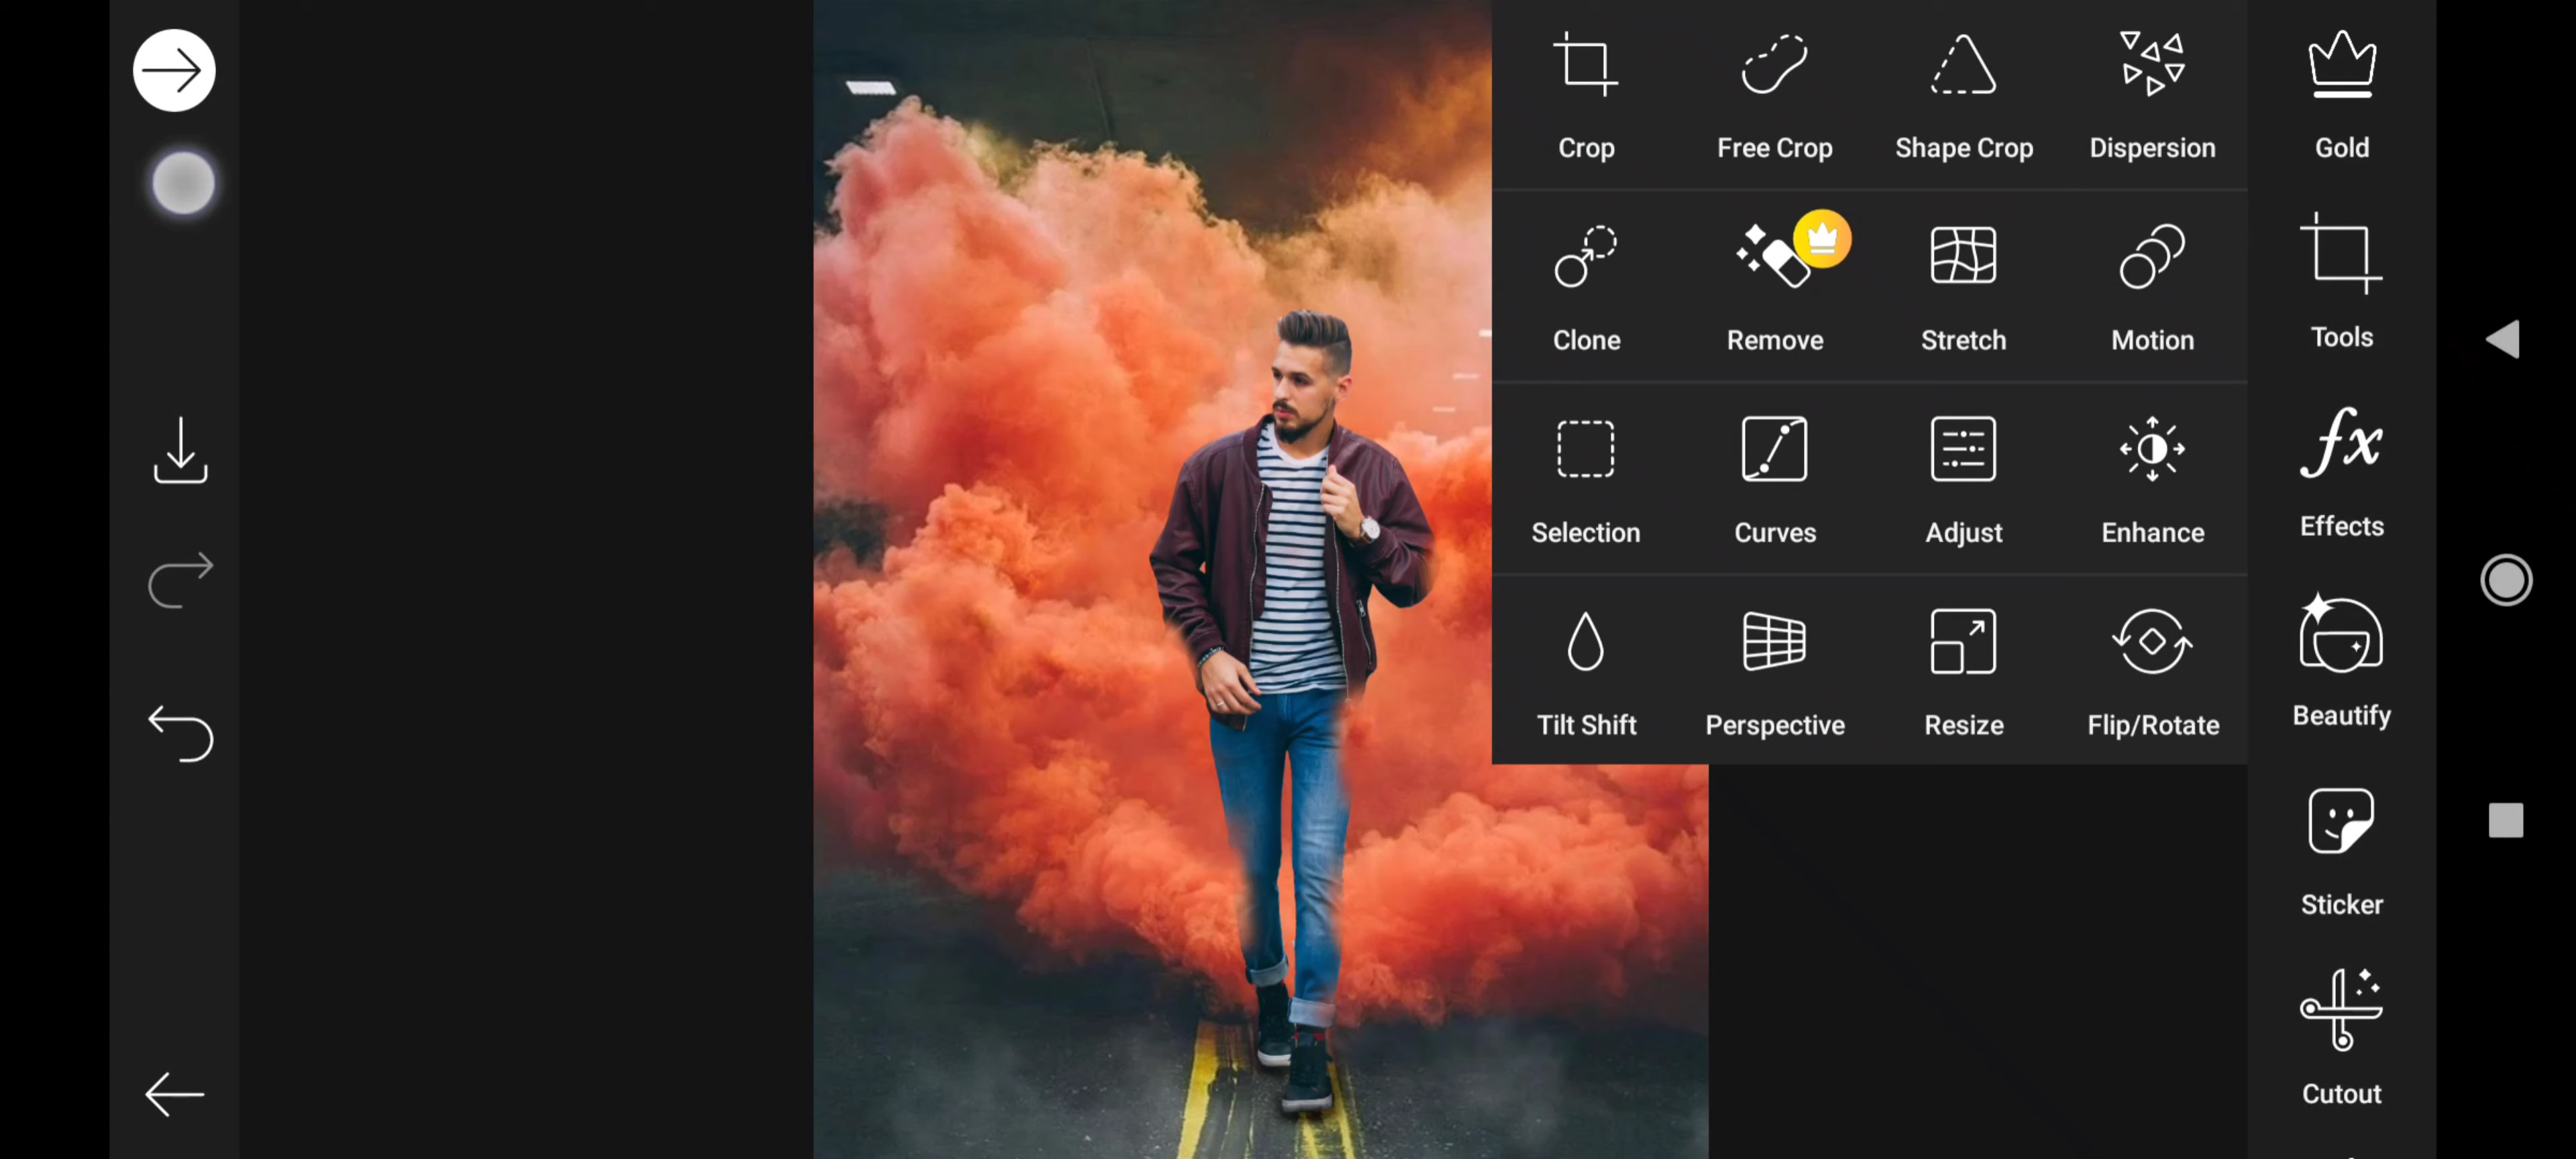 Crop Free Crop Shape Crop Dispersion
Clone Remove Stretch Motion
Selection Curves Adjust Enhance
Tilt Shift Perspective Resize Flip/Rotate
Gold
Tools
fx
Effects
Beautify
Sticker
Cutout